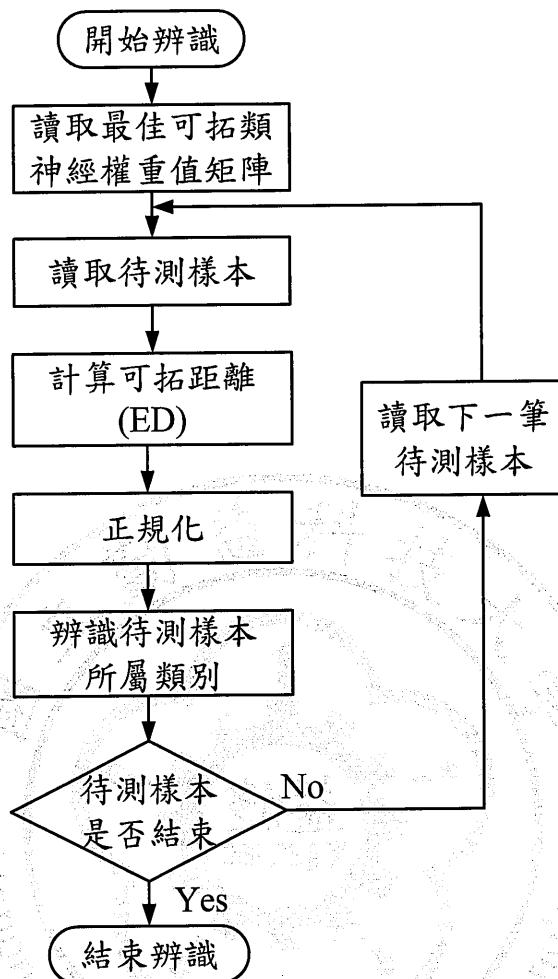 開始辨識
讀取最佳可拓類
神經權重值矩陣
讀取待測樣本
計算可拓距離
(ED)
正規化
辨識待測樣本
所屬類別
待測樣本
是否結束
No
讀取下一筆
待測樣本
Yes
結束辨識